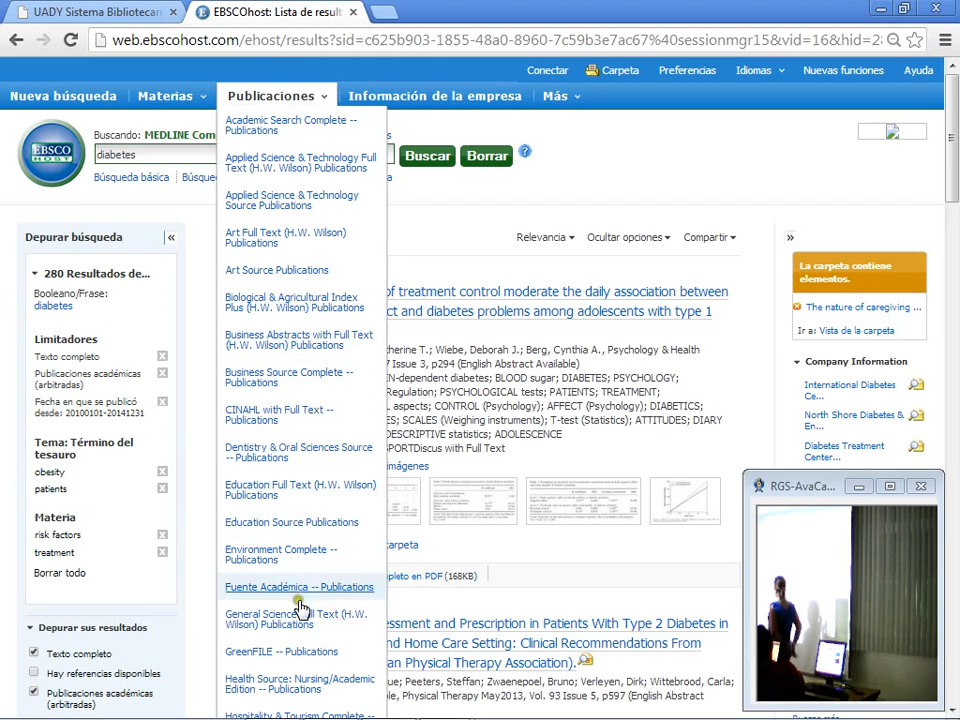 UADY Sistema Bibliotecari
EBSCOhost: Lista de result
web.ebscohost.com/ehost/results?sid=c625b903-1855-48a0-8960-7c59b3e7ac67%40sessionmgr15&vid=16&hid=28
Conectar
Carpeta
Preferencias
Idiomas
Nuevas funciones
Ayuda
Nueva búsqueda
Materias
Publicaciones
Información de la empresa
Más
Buscando: MEDLINE Com
diabetes
Buscar
Borrar
Búsqueda básica
EBSCO
HOST
Academic Search Complete --
Publications
Applied Science & Technology Full
Text (H.W. Wilson) Publications
Applied Science & Technology
Source Publications
Art Full Text (H.W. Wilson)
Publications
Art Source Publications
Biological & Agricultural Index
Plus (H.W. Wilson) Publications
Business Abstracts with Full Text
(H.W. Wilson) Publications
Business Source Complete --
Publications
CINAHL with Full Text --
Publications
Dentistry & Oral Sciences Source
-- Publications
Education Full Text (H.W. Wilson)
Publications
Education Source Publications
Environment Complete --
Publications
Fuente Académica -- Publications
General Science Full Text (H.W.
Wilson) Publications
GreenFILE -- Publications
Health Source: Nursing/Academic
Edition -- Publications
Hospitality & Tourism Complete --
Depurar búsqueda
«
280 Resultados de...
Booleano/Frase:
diabetes
Limitadores
Texto completo
Publicaciones académicas
(arbitradas)
Fecha en que se publicó
desde: 20100101-20141231
Tema: Término del
tesauro
obesity
patients
Materia
risk factors
treatment
Borrar todo
Depurar sus resultados
Texto completo
Hay referencias disponibles
Publicaciones académicas
(arbitradas)
Relevancia
Ocultar opciones
Compartir
of treatment control moderate the daily association between
ct and diabetes problems among adolescents with type 1
herine T.; Wiebe, Deborah J.; Berg, Cynthia A., Psychology & Health
Issue 3, p294 (English Abstract Available)
N-dependent diabetes; BLOOD sugar; DIABETES; PSYCHOLOGY;
Regulation; PSYCHOLOGICAL tests; PATIENTS; TREATMENT;
l aspects; CONTROL (Psychology); AFFECT (Psychology); DIABETICS;
SCALES (Weighing instruments); T-test (Statistics); ATTITUDES; DIARY
DESCRIPTIVE statistics; ADOLESCENCE
SPORTDiscus with Full Text
imágenes
carpeta
pleto en PDF (168KB)
essment and Prescription in Patients With Type 2 Diabetes in
nd Home Care Setting: Clinical Recommendations From
an Physical Therapy Association).
ue; Peeters, Steffan; Zwaenepoel, Bruno; Verleyen, Dirk; Wittebrood, Carla;
k, Patricia, Physical Therapy May2013, Vol. 93 Issue 5, p597 (English Abstract
»
La carpeta contiene
elementos.
The nature of caregiving ...
Ir a: Vista de la carpeta
Company Information
International Diabetes
Ce...
North Shore Diabetes &
En...
Diabetes Treatment
Center...
RGS-AvaCa...